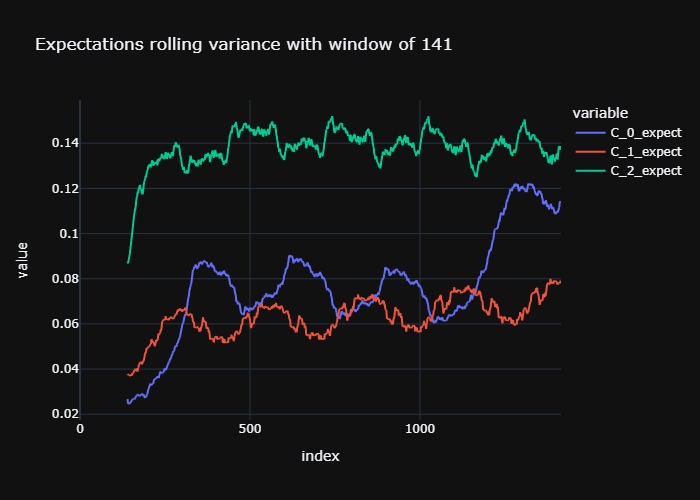 Expectations rolling variance with window of 141
variable
C_0_expect
C_1_expect
C_2_expect
value
0.14
0.12
0.1
0.08
0.06
0.04
0.02
0
500
1000
index